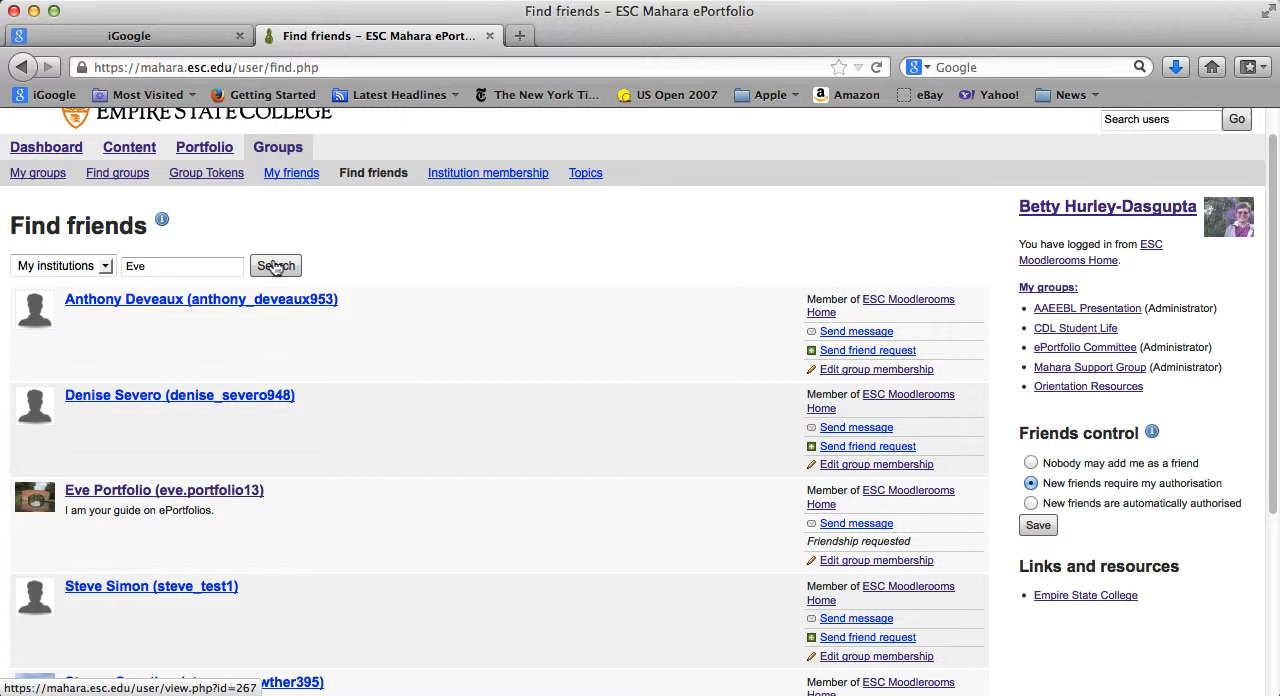 Find friends – ESC Mahara ePortfolio
iGoogle
Find friends – ESC Mahara ePort...
https://mahara.esc.edu/user/find.php
Google
iGoogle Most Visited Getting Started Latest Headlines The New York Ti... US Open 2007 Apple Amazon eBay Yahoo! News
EMPIRE STATE COLLEGE
Search users Go
Dashboard Content Portfolio Groups
My groups Find groups Group Tokens My friends Find friends Institution membership Topics
Find friends
My institutions Eve Search
Anthony Deveaux (anthony_deveaux953)
Member of ESC Moodlerooms
Home
Send message
Send friend request
Edit group membership
Denise Severo (denise_severo948)
Member of ESC Moodlerooms
Home
Send message
Send friend request
Edit group membership
Eve Portfolio (eve.portfolio13)
I am your guide on ePortfolios.
Member of ESC Moodlerooms
Home
Send message
Friendship requested
Edit group membership
Steve Simon (steve_test1)
Member of ESC Moodlerooms
Home
Send message
Send friend request
Edit group membership
wther395)
Member of ESC Moodlerooms
Home
Betty Hurley-Dasgupta
You have logged in from ESC
Moodlerooms Home.
My groups:
AAEEBL Presentation (Administrator)
CDL Student Life
ePortfolio Committee (Administrator)
Mahara Support Group (Administrator)
Orientation Resources
Friends control
Nobody may add me as a friend
New friends require my authorisation
New friends are automatically authorised
Save
Links and resources
Empire State College
https://mahara.esc.edu/user/view.php?id=267